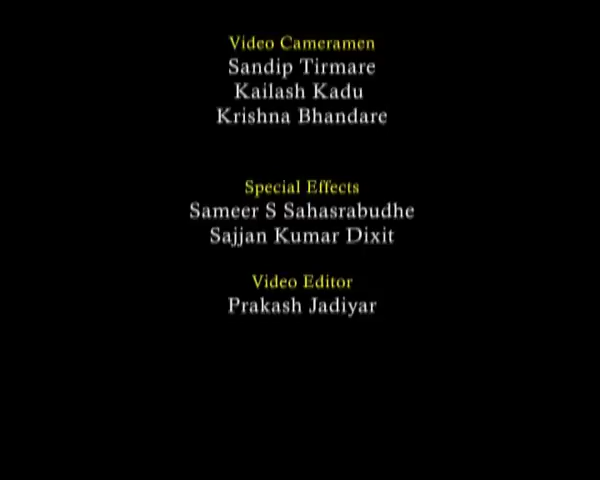 Video Cameramen
Sandip Tirmare
Kailash Kadu
Krishna Bhandare
Special Effects
Sameer S Sahasrabudhe
Sajjan Kumar Dixit
Video Editor
Prakash Jadiyar